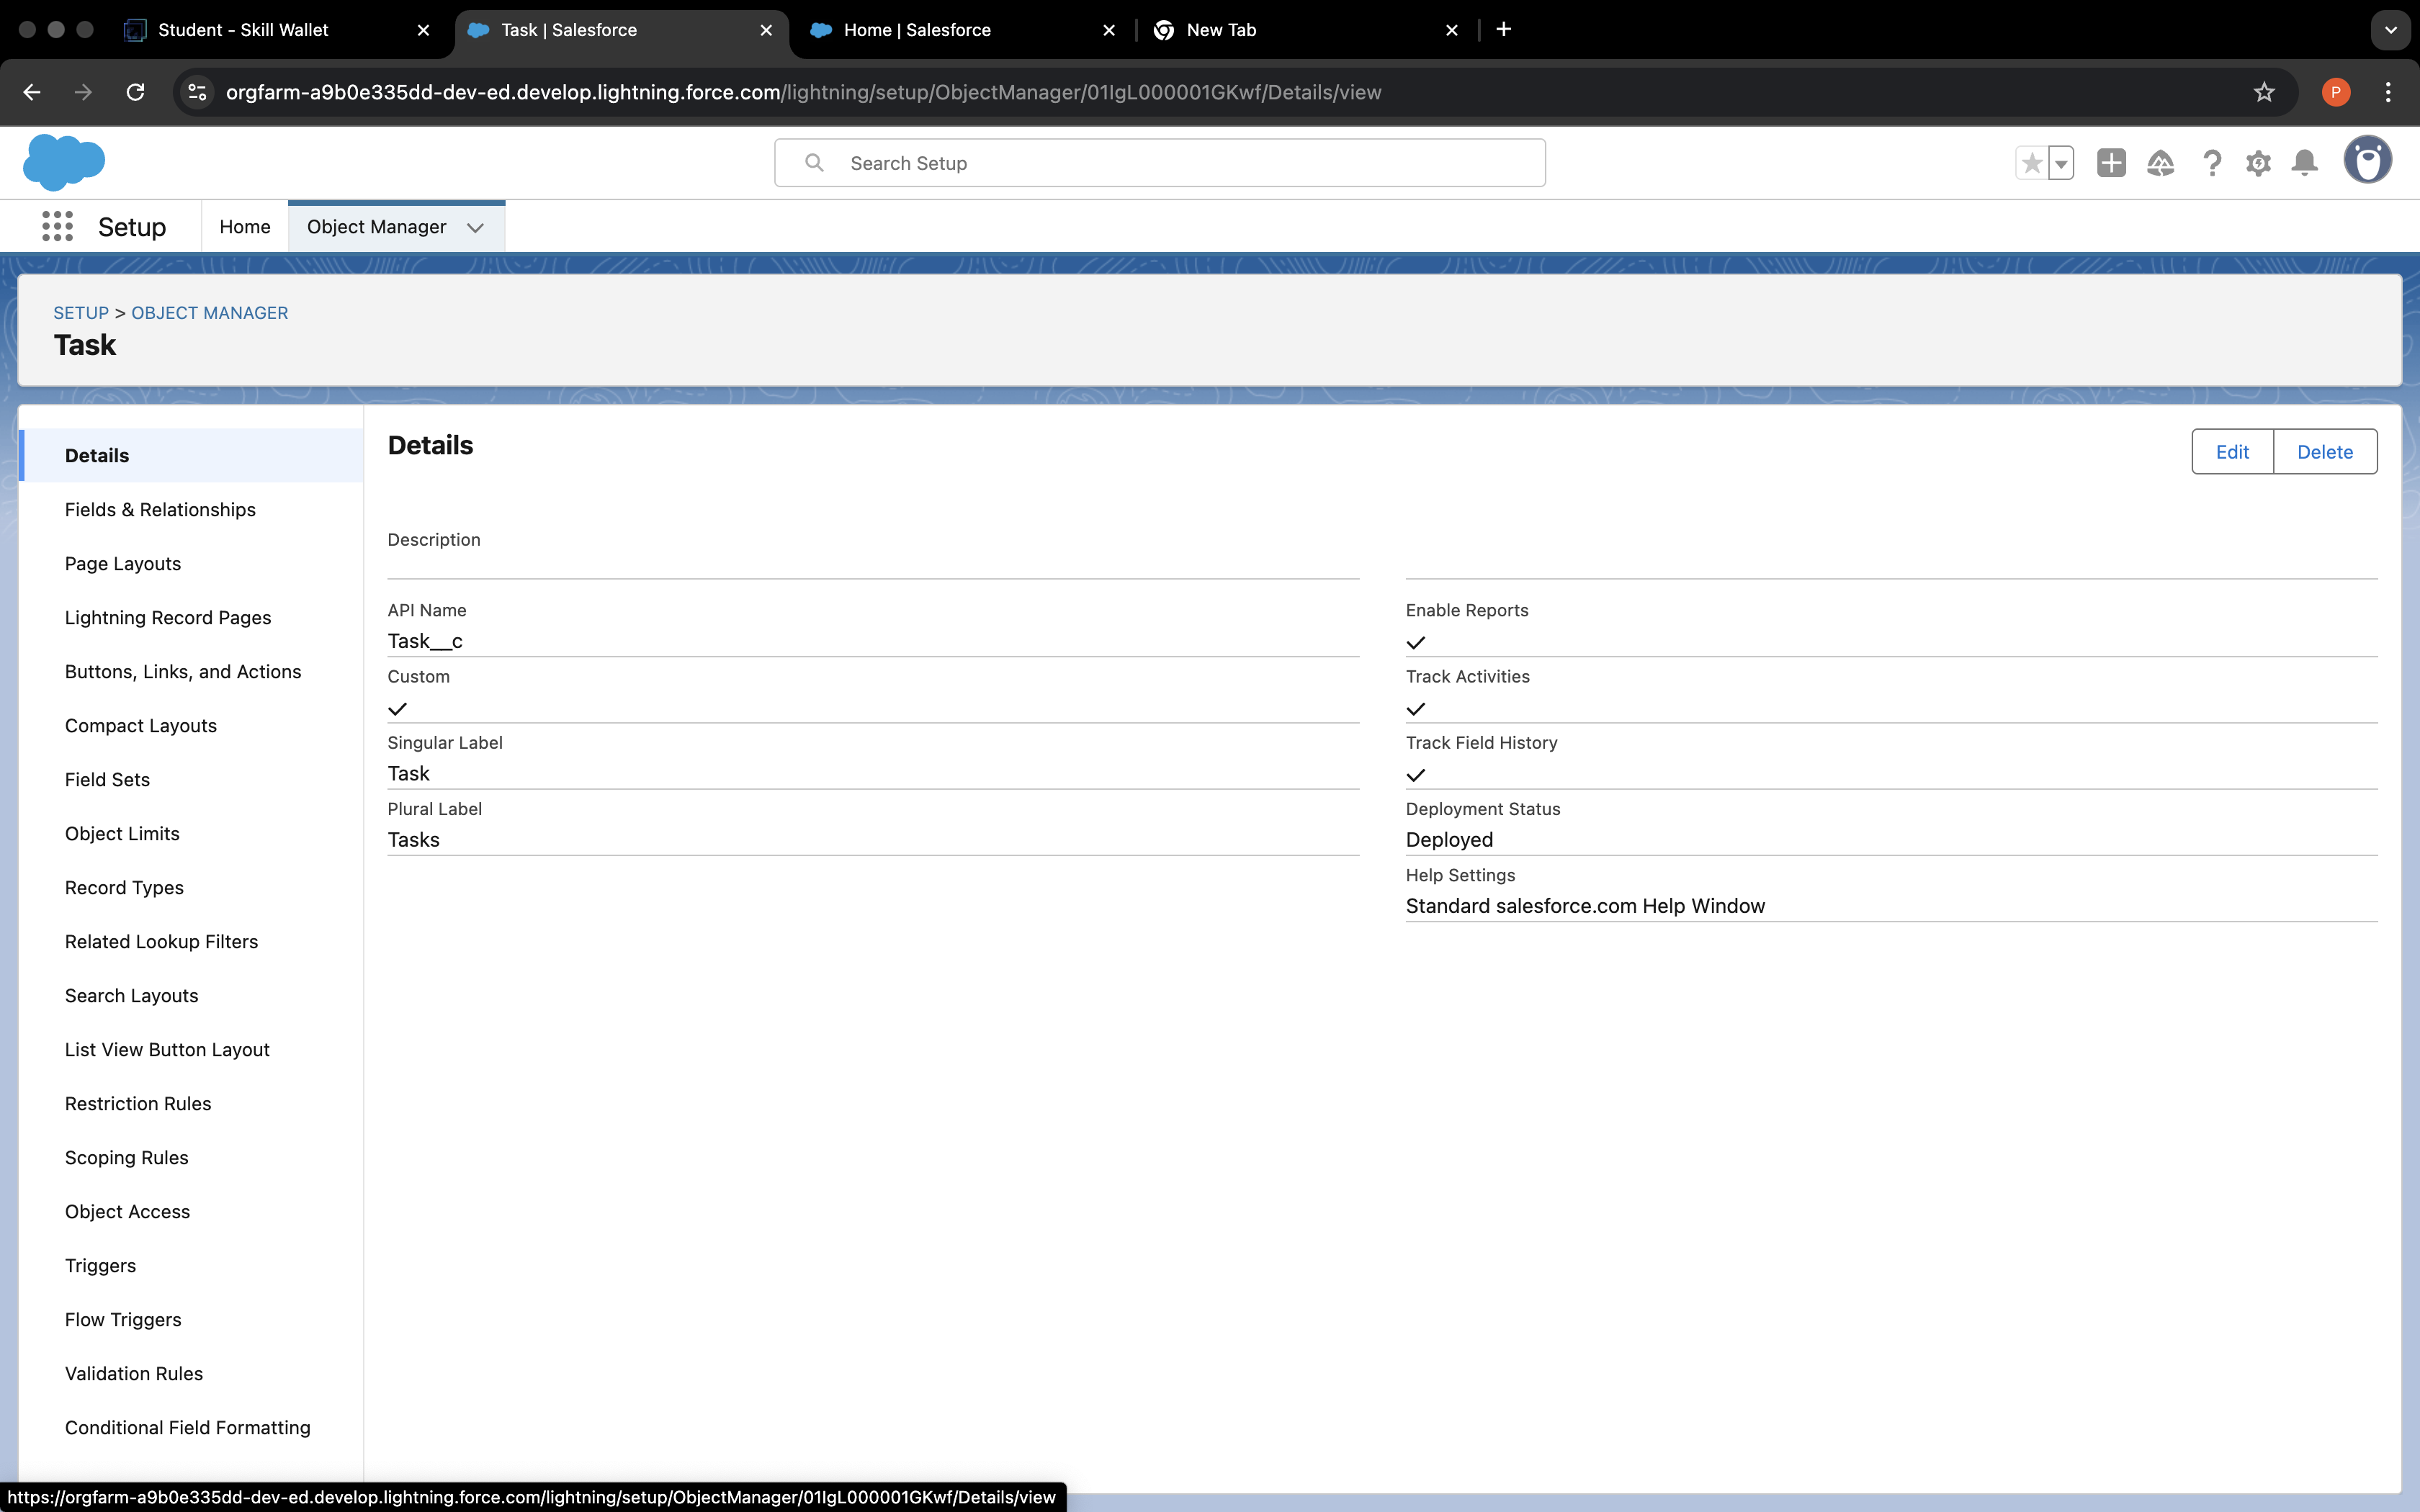 Student - Skill Wallet
Task | Salesforce
Home | Salesforce
New Tab
orgfarm-a9b0e335dd-dev-ed.develop.lightning.force.com/lightning/setup/ObjectManager/01IgL000001GKwf/Details/view
P
Search Setup
Setup
Home
Object Manager
SETUP > OBJECT MANAGER
Task
Details
Fields & Relationships
Page Layouts
Lightning Record Pages
Buttons, Links, and Actions
Compact Layouts
Field Sets
Object Limits
Record Types
Related Lookup Filters
Search Layouts
List View Button Layout
Restriction Rules
Scoping Rules
Object Access
Triggers
Flow Triggers
Validation Rules
Conditional Field Formatting
Details
Edit
Delete
Description
API Name
Task__c
Custom
Singular Label
Task
Plural Label
Tasks
Enable Reports
Track Activities
Track Field History
Deployment Status
Deployed
Help Settings
Standard salesforce.com Help Window
https://orgfarm-a9b0e335dd-dev-ed.develop.lightning.force.com/lightning/setup/ObjectManager/01IgL000001GKwf/Details/view